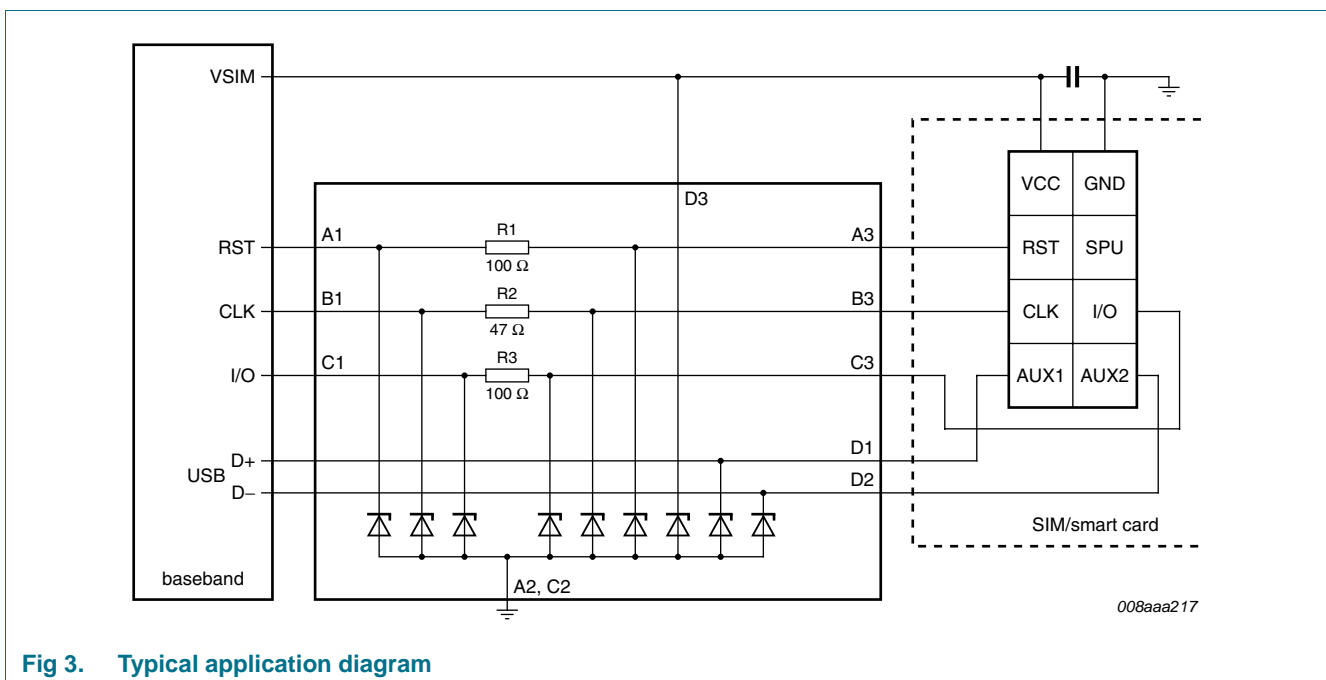 VSIM
D3
VCC GND
A1 R1 A3
RST 100 Ω RST SPU
B1 R2 B3
CLK 47 Ω CLK I/O
C1 R3 C3
I/O 100 Ω AUX1 AUX2
D+ D1
USB
D− D2
SIM/smart card
baseband
A2, C2
008aaa217
Fig 3. Typical application diagram